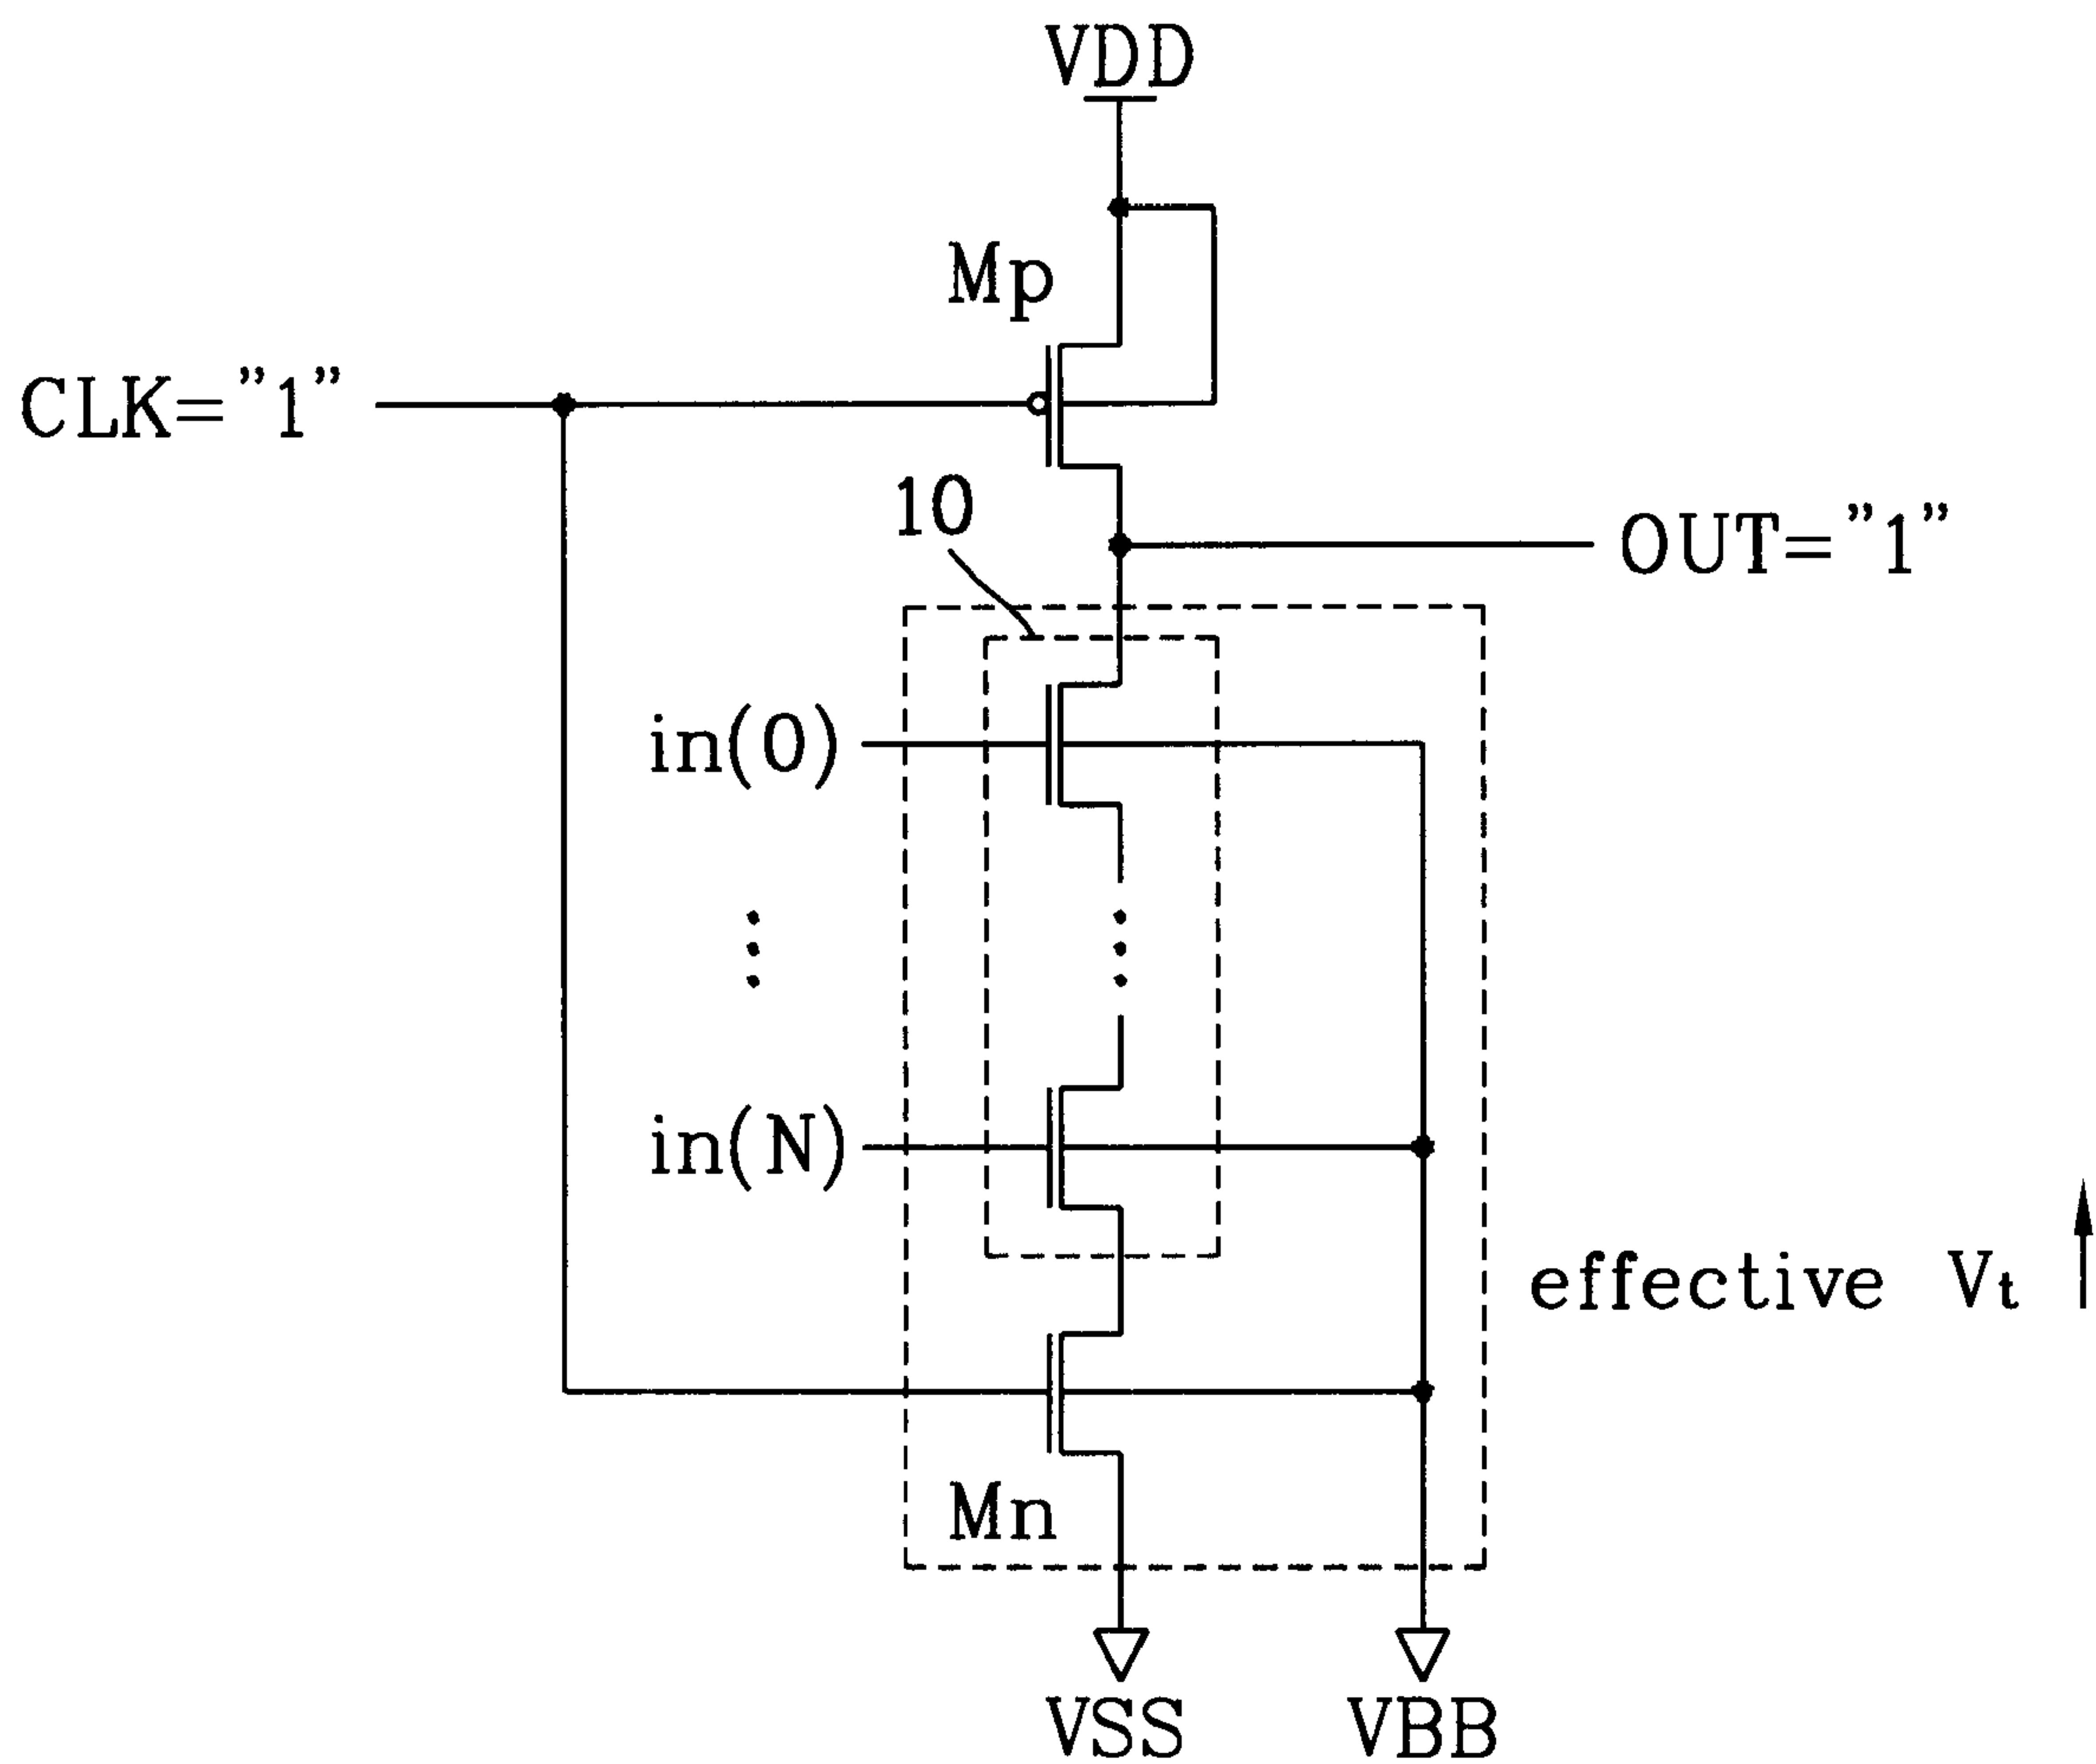 VDD
Mp
CLK="1"
10
OUT="1"
in(0)
in(N)
effective Vt
Mn
VSS
VBB